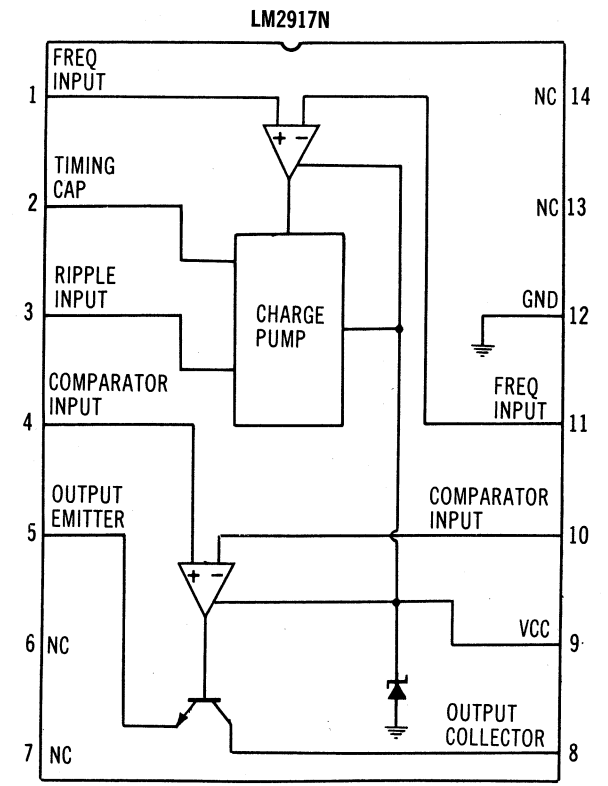 LM2917N
FREQ
INPUT
1
NC 14
+ −
TIMING
CAP
2
NC 13
RIPPLE
INPUT
3
CHARGE
PUMP
GND
12
COMPARATOR
INPUT
4
FREQ
INPUT
11
OUTPUT
EMITTER
5
COMPARATOR
INPUT
10
+ −
6 NC
VCC
9
7 NC
OUTPUT
COLLECTOR
8